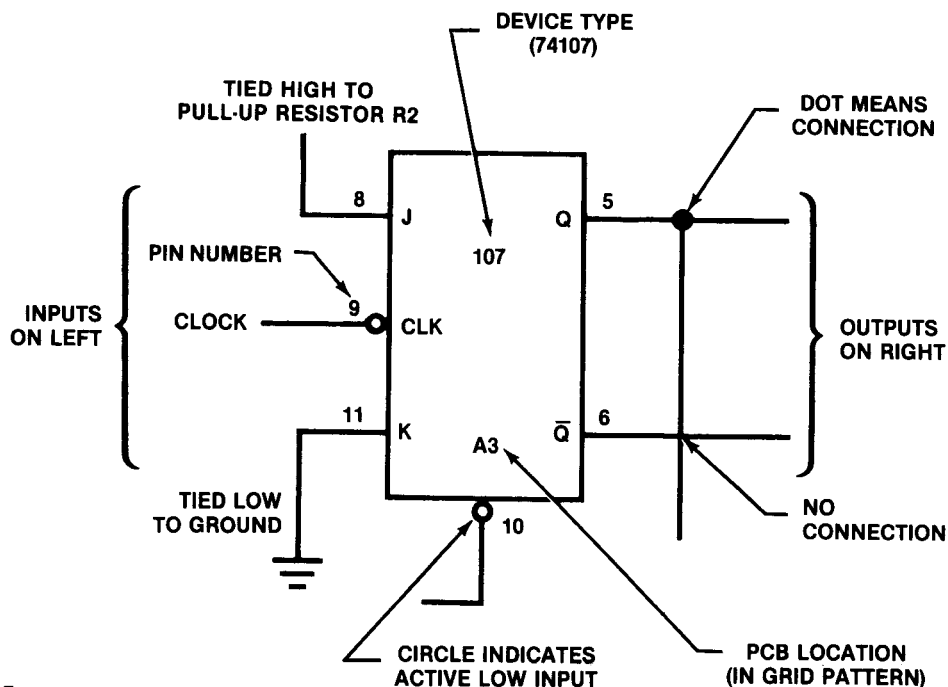 DEVICE TYPE
(74107)
TIED HIGH TO
PULL-UP RESISTOR R2
DOT MEANS
CONNECTION
8
J
Q
5
107
PIN NUMBER
9
CLOCK
CLK
INPUTS
ON LEFT
OUTPUTS
ON RIGHT
11
K
A3
Q̅
6
TIED LOW
TO GROUND
10
NO
CONNECTION
CIRCLE INDICATES
ACTIVE LOW INPUT
PCB LOCATION
(IN GRID PATTERN)